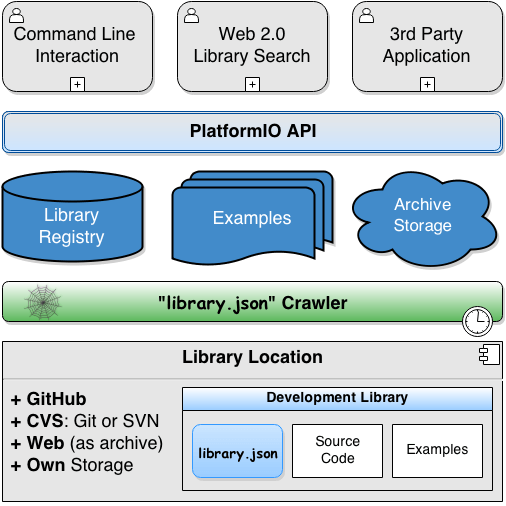 Command Line
Interaction
+
Web 2.0
Library Search
+
3rd Party
Application
+
PlatformIO API
Library
Registry
Examples
Archive
Storage
"library.json" Crawler
Library Location
+ GitHub
+ CVS: Git or SVN
+ Web (as archive)
+ Own Storage
Development Library
library.json
Source
Code
Examples